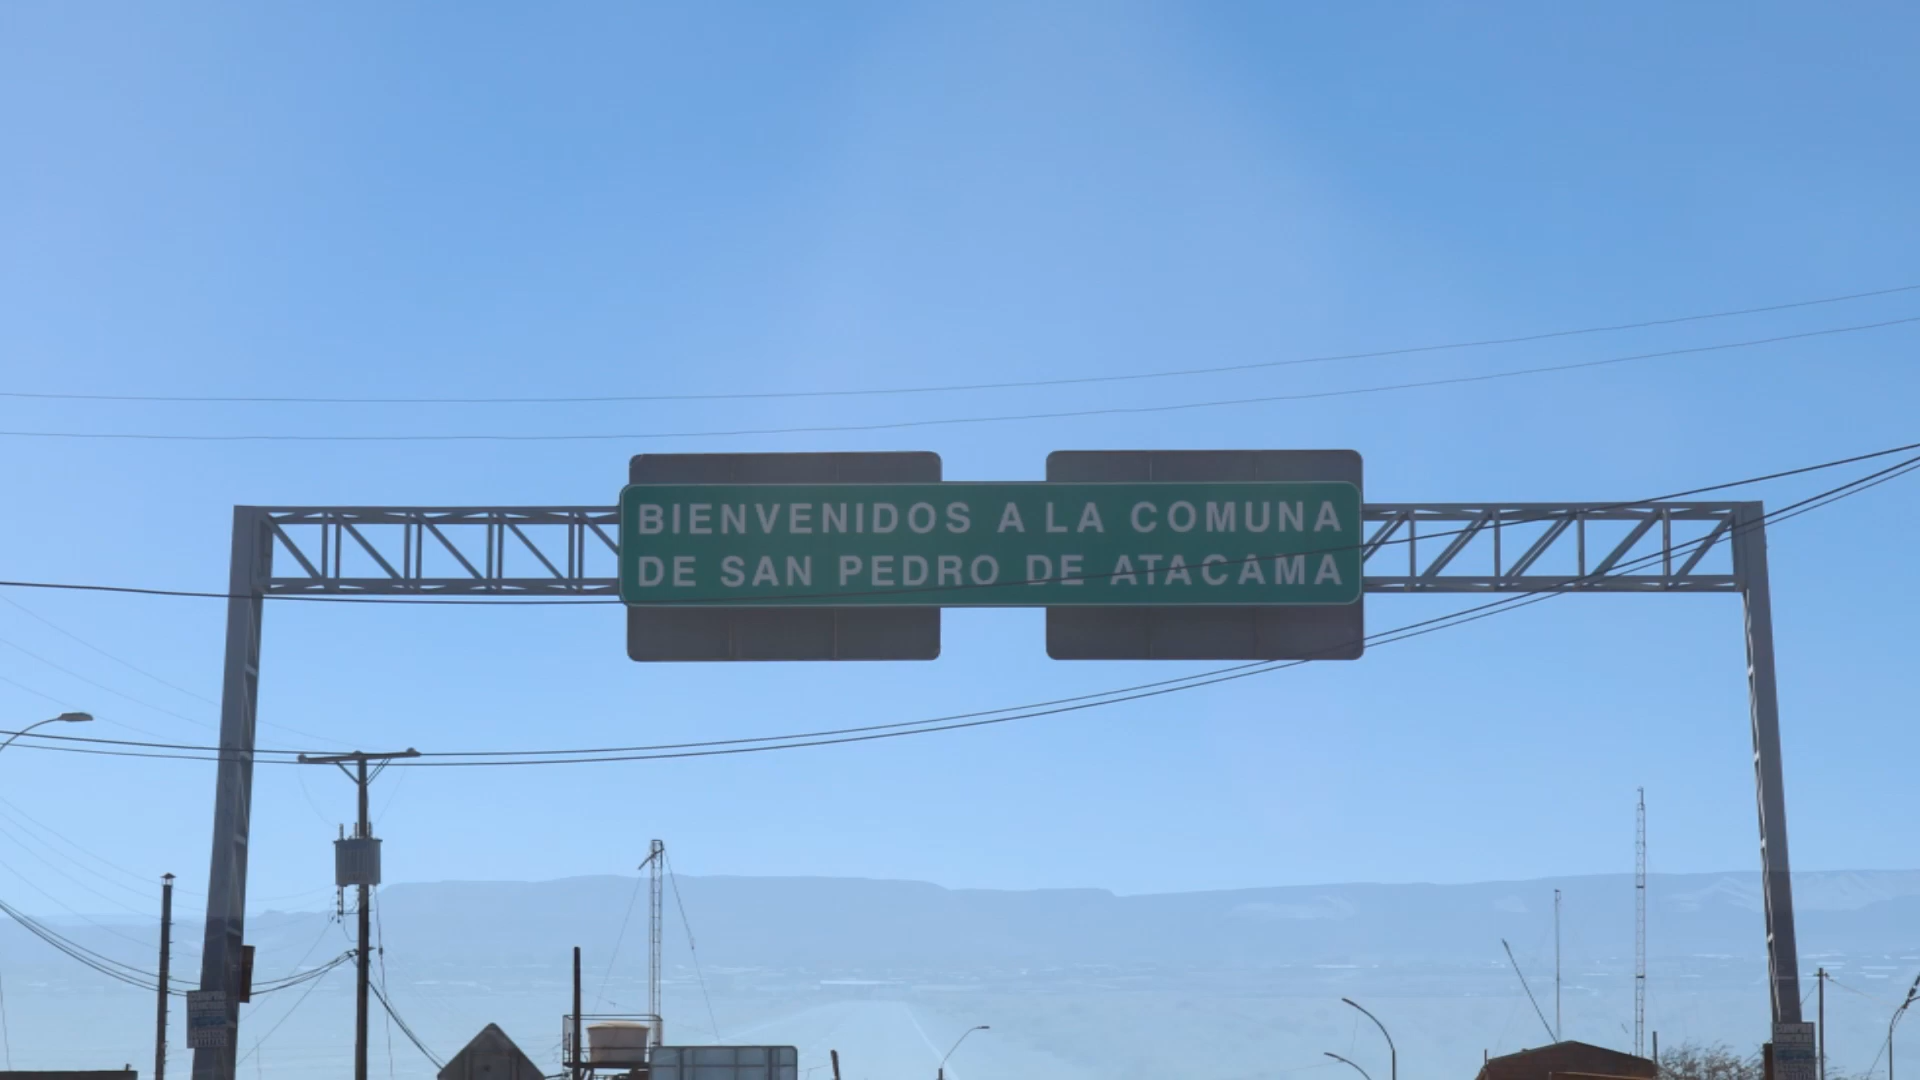 BIENVENIDOS A LA COMUNA
DE SAN PEDRO DE ATACAMA